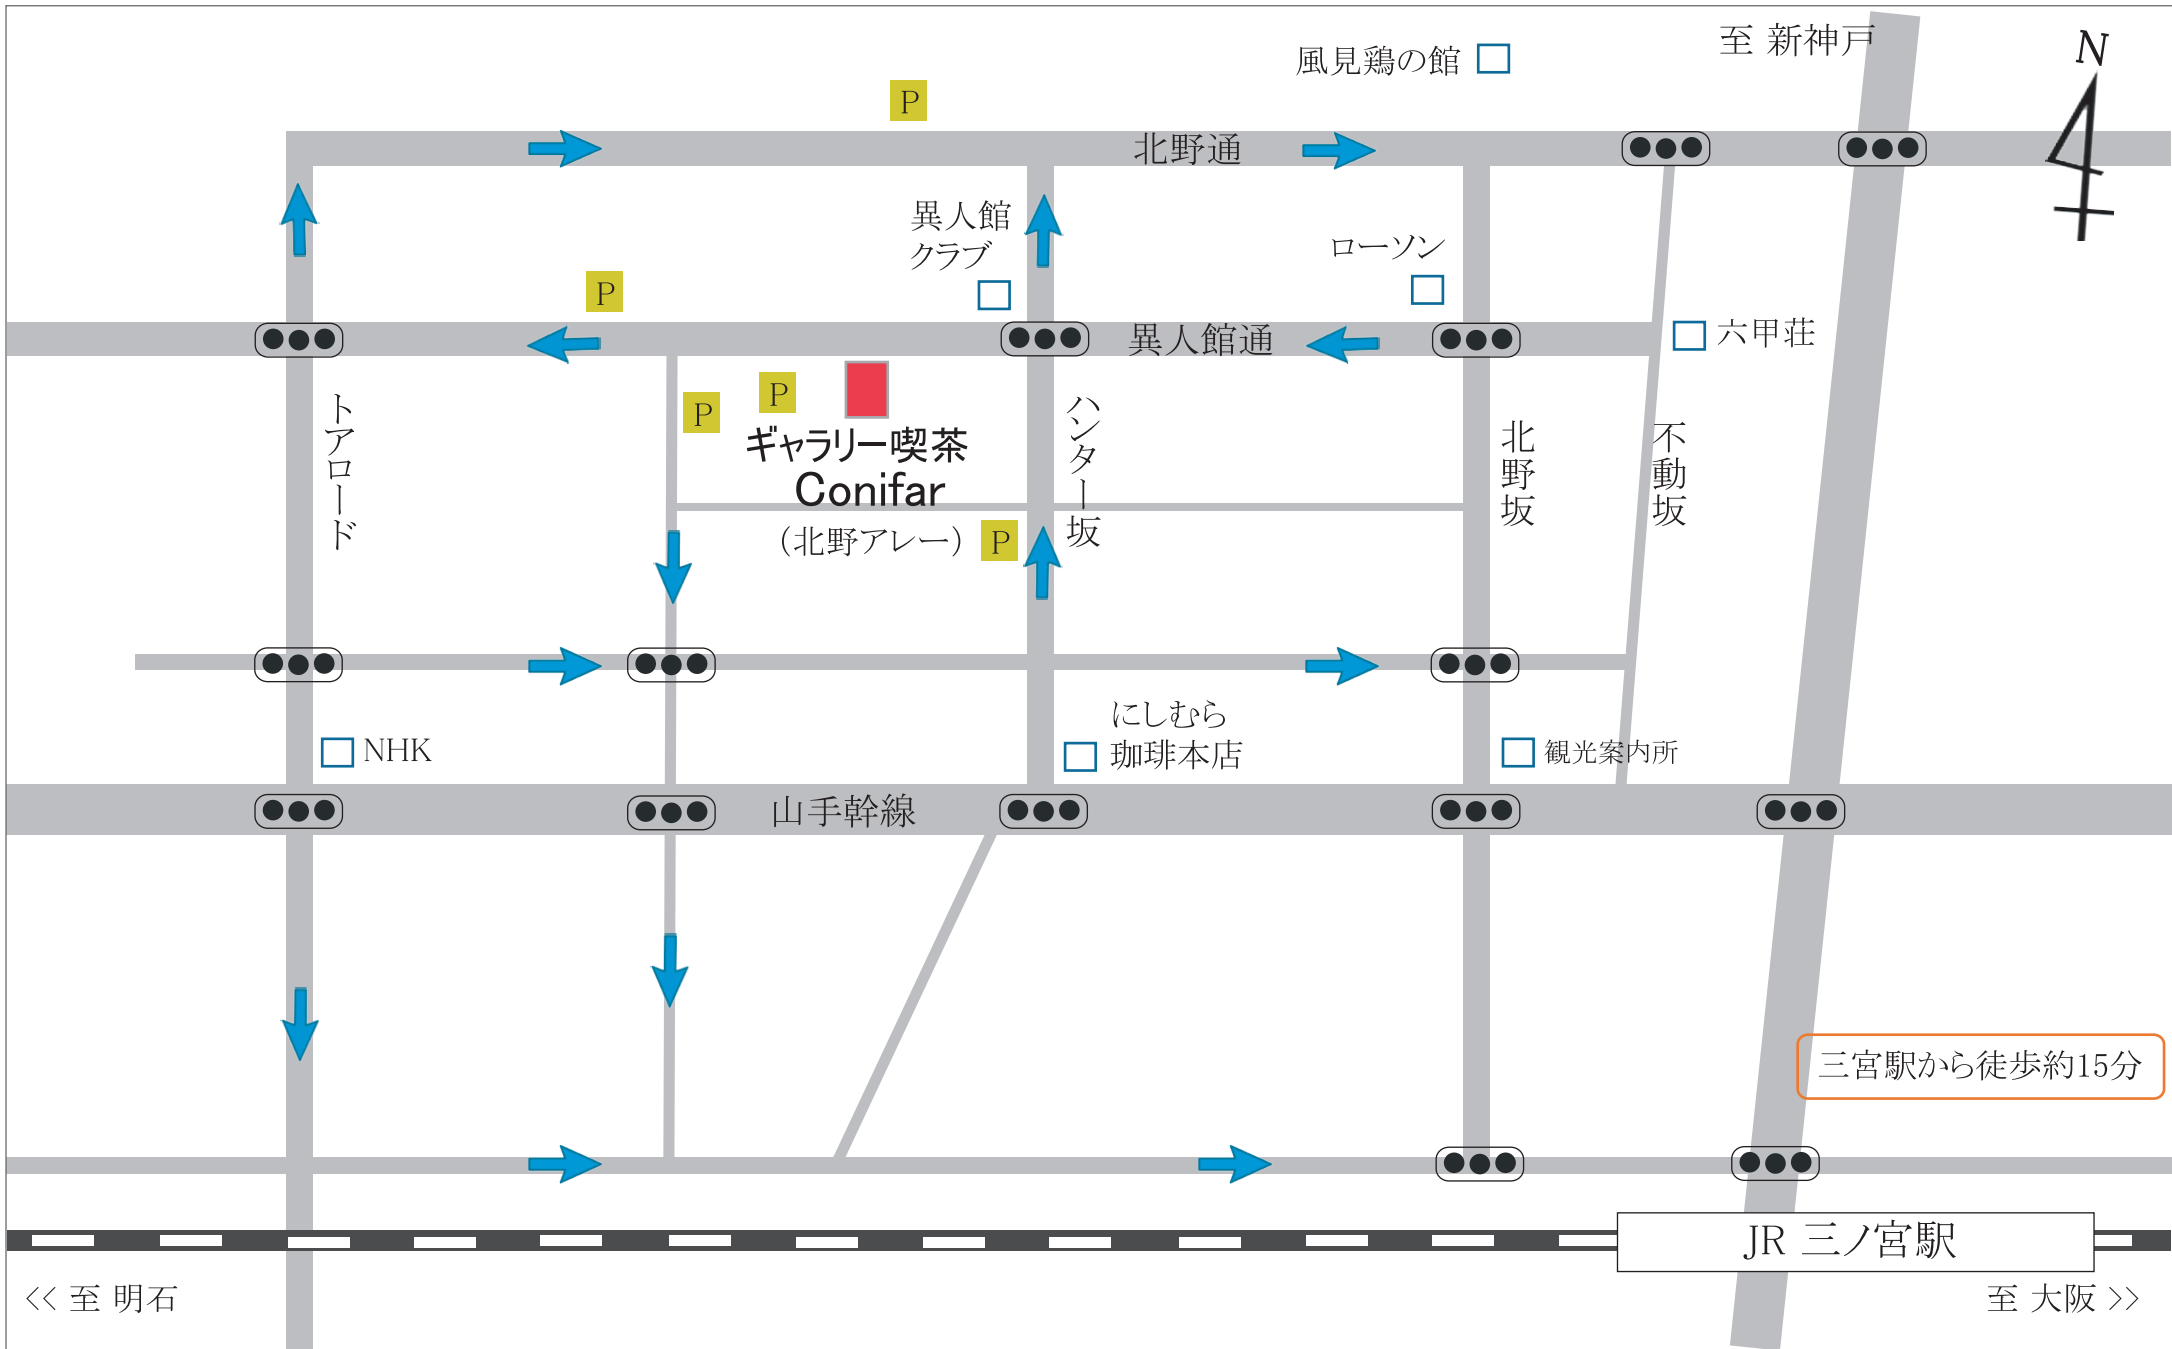 至 新神戸
N
風見鶏の館
P
北野通
異人館
クラブ
ローソン
P
異人館通
六甲荘
P
P
ギャラリー喫茶
Conifar
(北野アレー)
P
トアロード
ハンター坂
北野坂
不動坂
NHK
にしむら
珈琲本店
観光案内所
山手幹線
三宮駅から徒歩約15分
JR 三ノ宮駅
<< 至 明石
至 大阪 >>